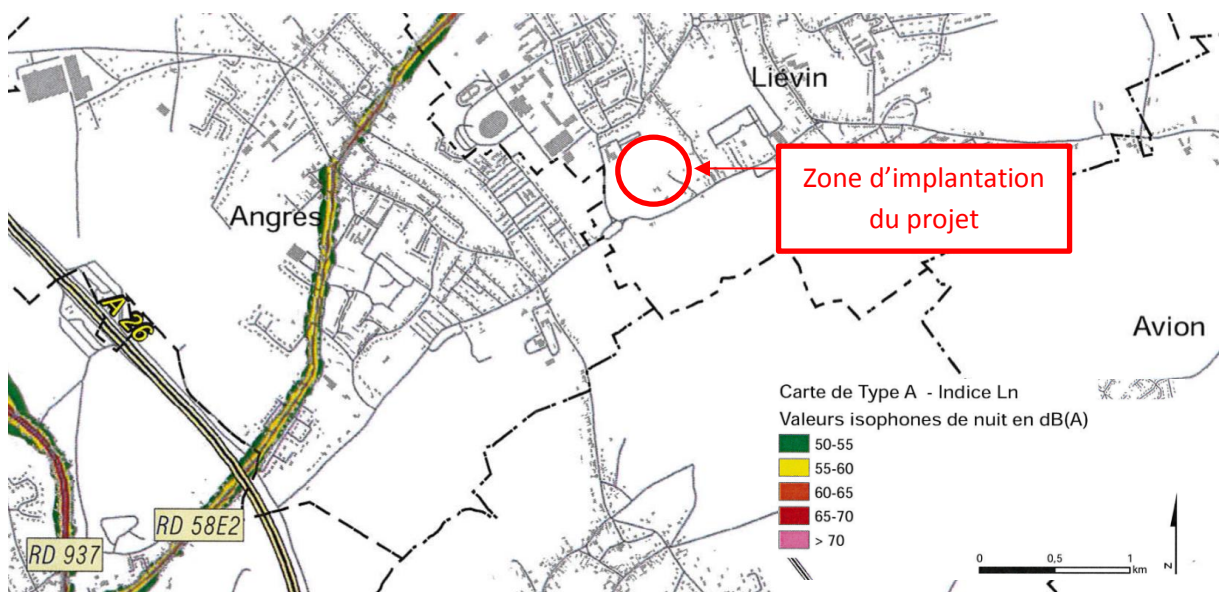 Liévin
Zone d'implantation
du projet
Angres
A 26
Avion
RD 58E2
RD 937
Carte de Type A - Indice Ln
Valeurs isophones de nuit en dB(A)
50-55
55-60
60-65
65-70
> 70
0 0,5 1
km
N